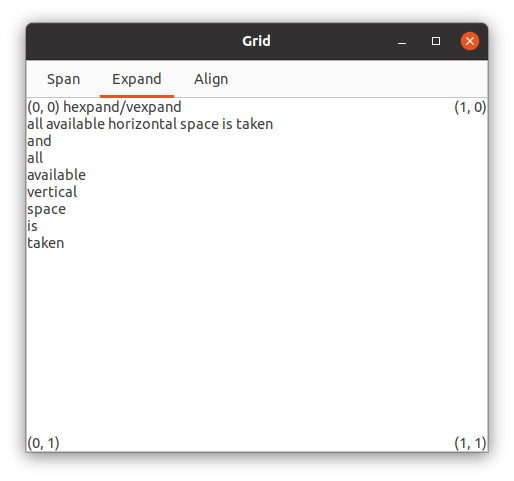 Grid
Span Expand Align
(0, 0) hexpand/vexpand (1, 0)
all available horizontal space is taken
and
all
available
vertical
space
is
taken
(0, 1) (1, 1)